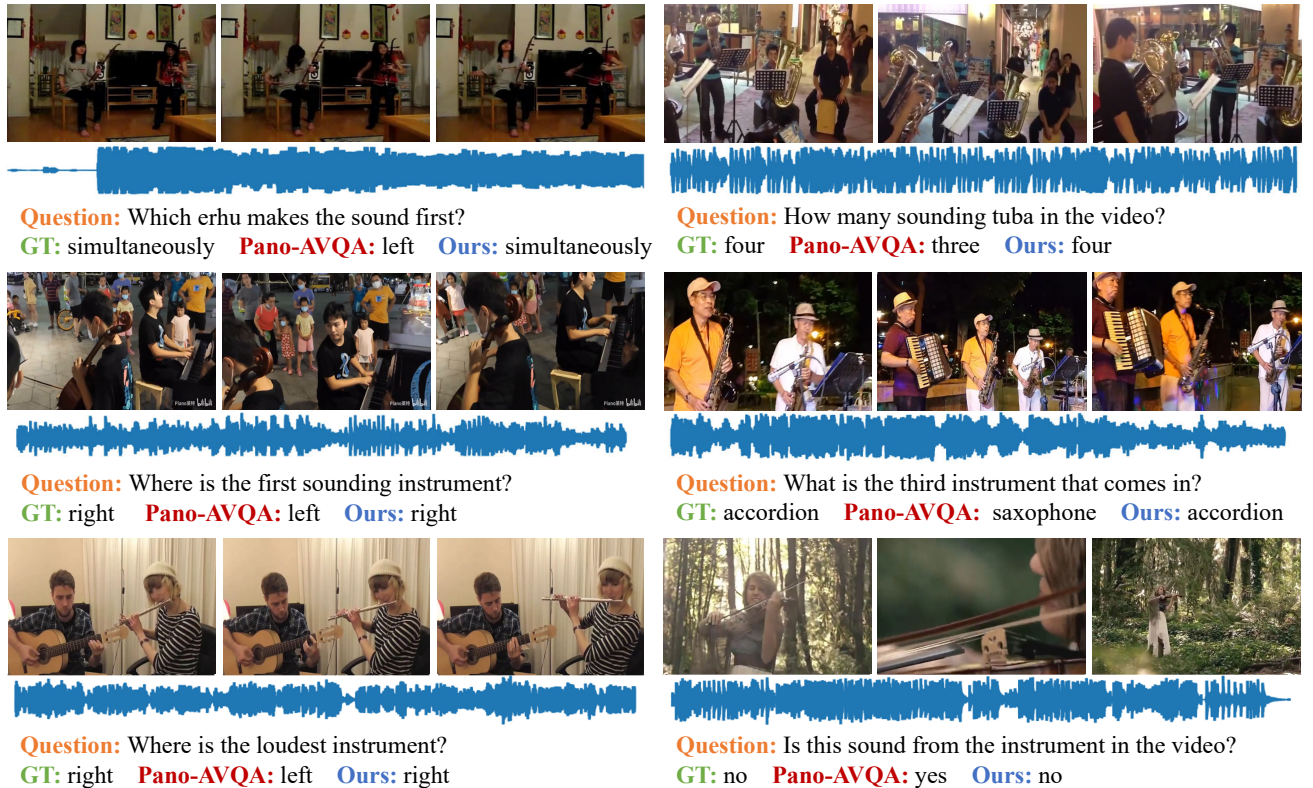 Question: Which erhu makes the sound first?
GT: simultaneously Pano-AVQA: left Ours: simultaneously
Question: How many sounding tuba in the video?
GT: four Pano-AVQA: three Ours: four
Question: Where is the first sounding instrument?
GT: right Pano-AVQA: left Ours: right
Question: What is the third instrument that comes in?
GT: accordion Pano-AVQA: saxophone Ours: accordion
Question: Where is the loudest instrument?
GT: right Pano-AVQA: left Ours: right
Question: Is this sound from the instrument in the video?
GT: no Pano-AVQA: yes Ours: no